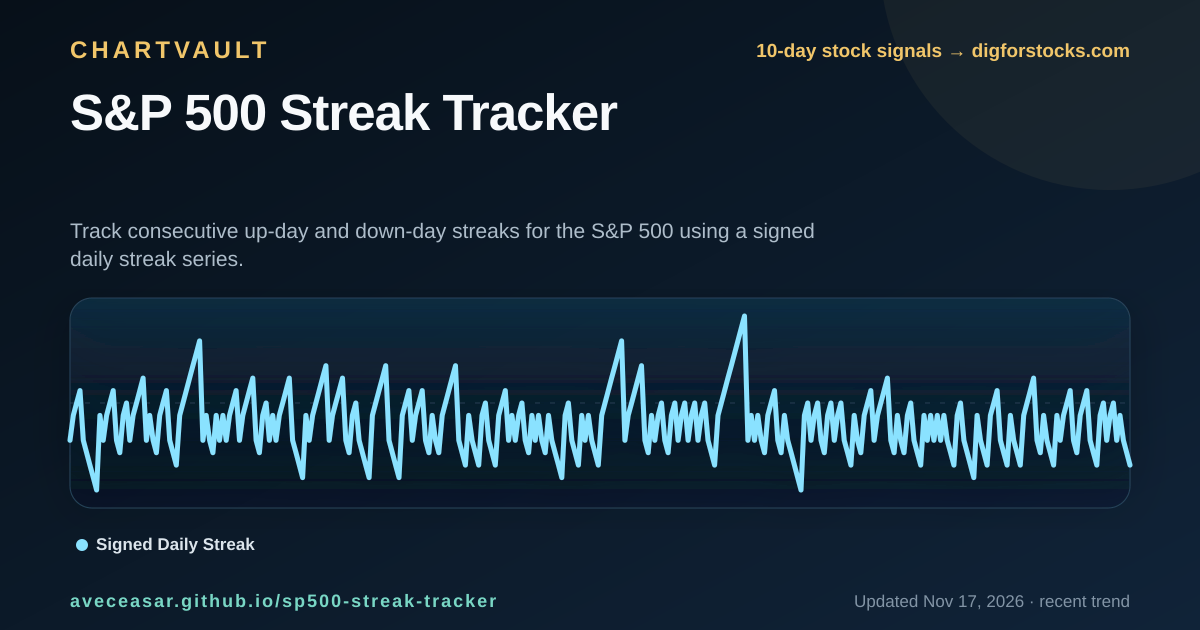 CHARTVAULT
10-day stock signals → digforstocks.com
S&P 500 Streak Tracker
Track consecutive up-day and down-day streaks for the S&P 500 using a signed
daily streak series.
Signed Daily Streak
aveceasar.github.io/sp500-streak-tracker
Updated Nov 17, 2026 · recent trend